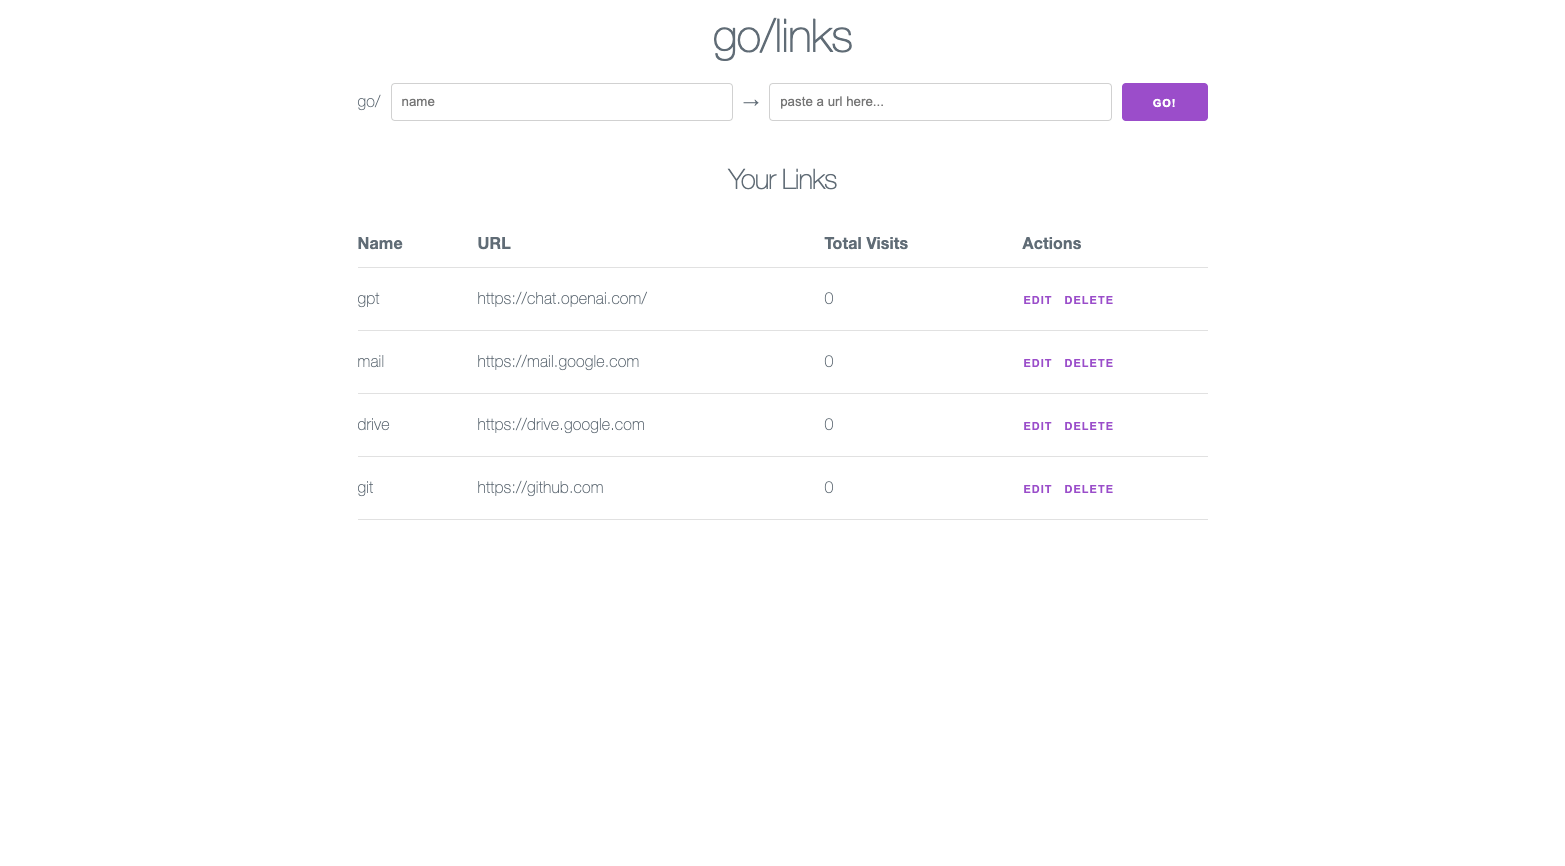 go/links
go/ name → paste a url here... GO!
Your Links
Name URL Total Visits Actions
gpt https://chat.openai.com/ 0 EDIT DELETE
mail https://mail.google.com 0 EDIT DELETE
drive https://drive.google.com 0 EDIT DELETE
git https://github.com 0 EDIT DELETE